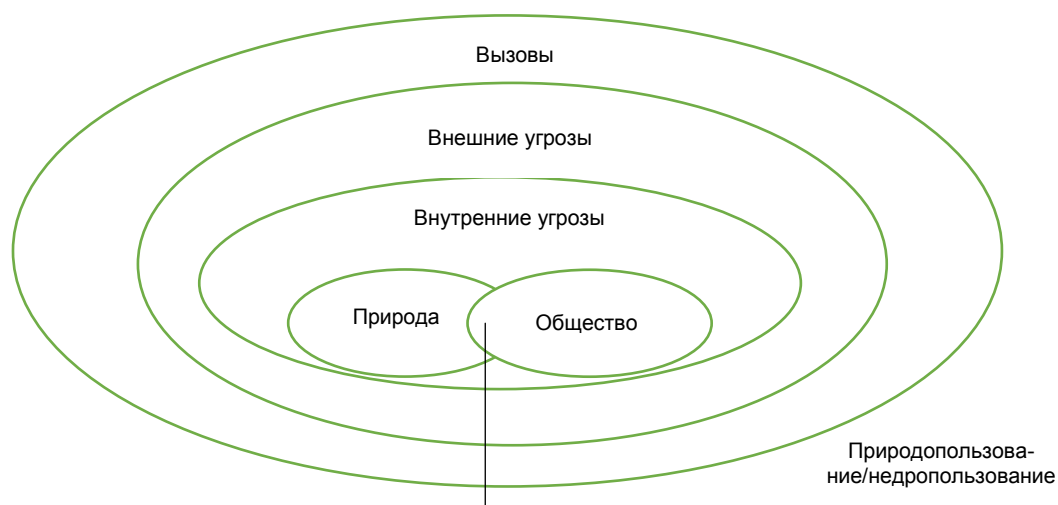 Вызовы
Внешние угрозы
Внутренние угрозы
Природа
Общество
Природопользова-
ние/недропользование